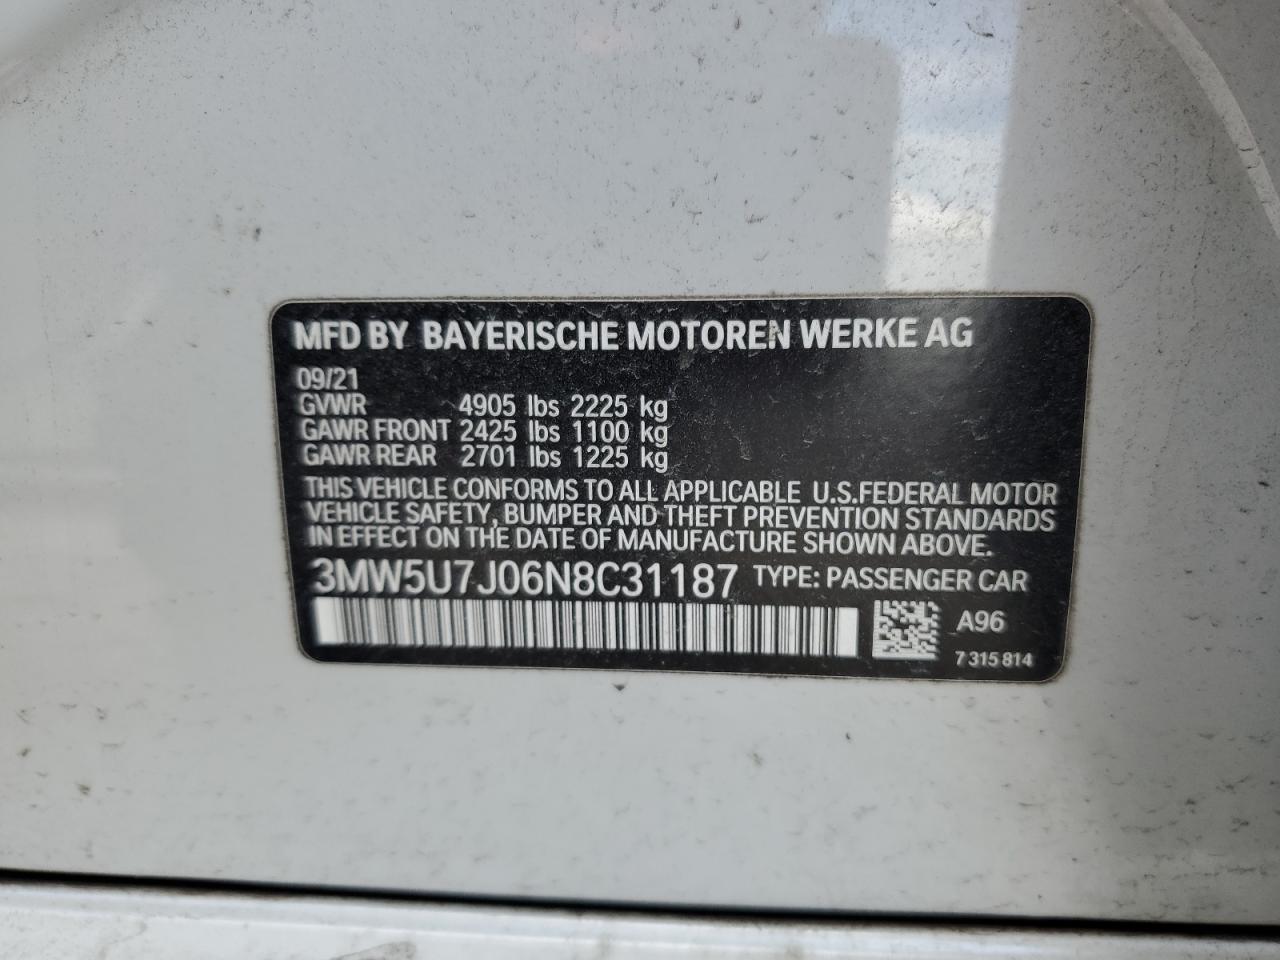 MFD BY BAYERISCHE MOTOREN WERKE AG
09/21
GVWR 4905 lbs 2225 kg
GAWR FRONT 2425 lbs 1100 kg
GAWR REAR 2701 lbs 1225 kg
THIS VEHICLE CONFORMS TO ALL APPLICABLE U.S.FEDERAL MOTOR
VEHICLE SAFETY, BUMPER AND THEFT PREVENTION STANDARDS
IN EFFECT ON THE DATE OF MANUFACTURE SHOWN ABOVE.
3MW5U7J06N8C31187 TYPE: PASSENGER CAR
A96
7 315 814